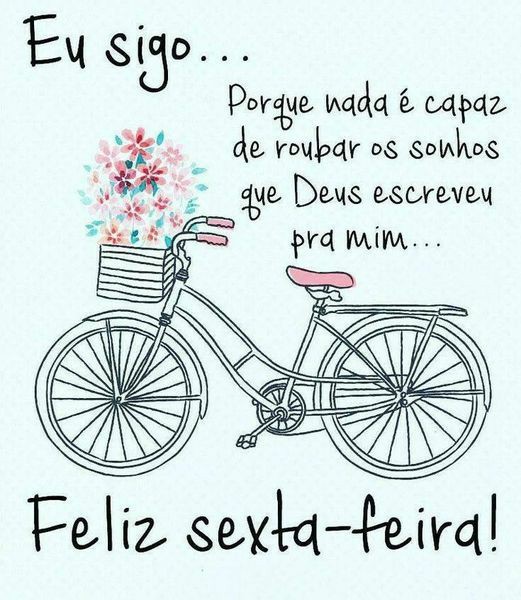 Eu sigo...
Porque nada é capaz
de roubar os sonhos
que Deus escreveu
pra mim...
Feliz sexta-feira!